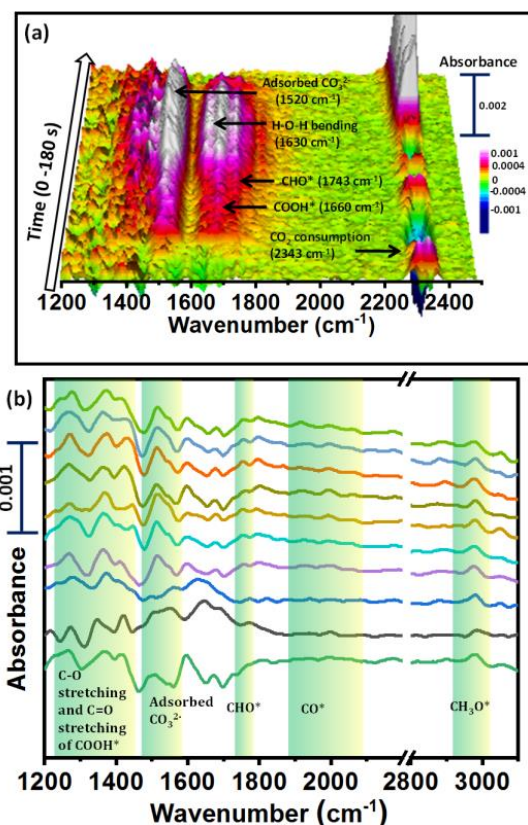 (a)
Absorbance
0.002
0.001
0.0004
0
-0.0004
-0.001
Time (0 -180 s)
Adsorbed CO₃²⁻
(1520 cm⁻¹)
H-O-H bending
(1630 cm⁻¹)
CHO* (1743 cm⁻¹)
COOH* (1660 cm⁻¹)
CO₂ consumption
(2343 cm⁻¹)
1200 1400 1600 1800 2000 2200 2400
Wavenumber (cm⁻¹)
(b)
0.001
Absorbance
C-O
stretching
and C=O
stretching
of COOH*
Adsorbed
CO₃²⁻
CHO*
CO*
CH₃O*
1200 1400 1600 1800 2000 2800 3000
Wavenumber (cm⁻¹)